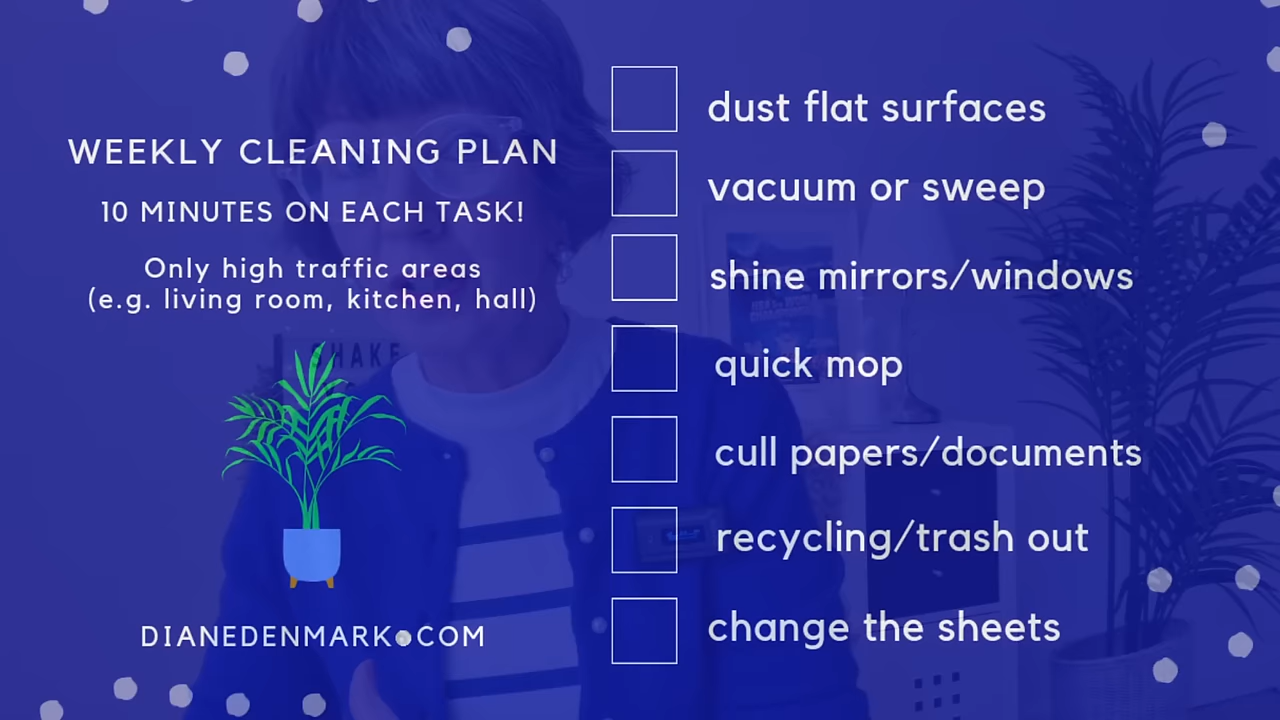 WEEKLY CLEANING PLAN
10 MINUTES ON EACH TASK!
Only high traffic areas
(e.g. living room, kitchen, hall)
SHAKE
DIANEDENMARK.COM
dust flat surfaces
vacuum or sweep
shine mirrors/windows
quick mop
cull papers/documents
recycling/trash out
change the sheets